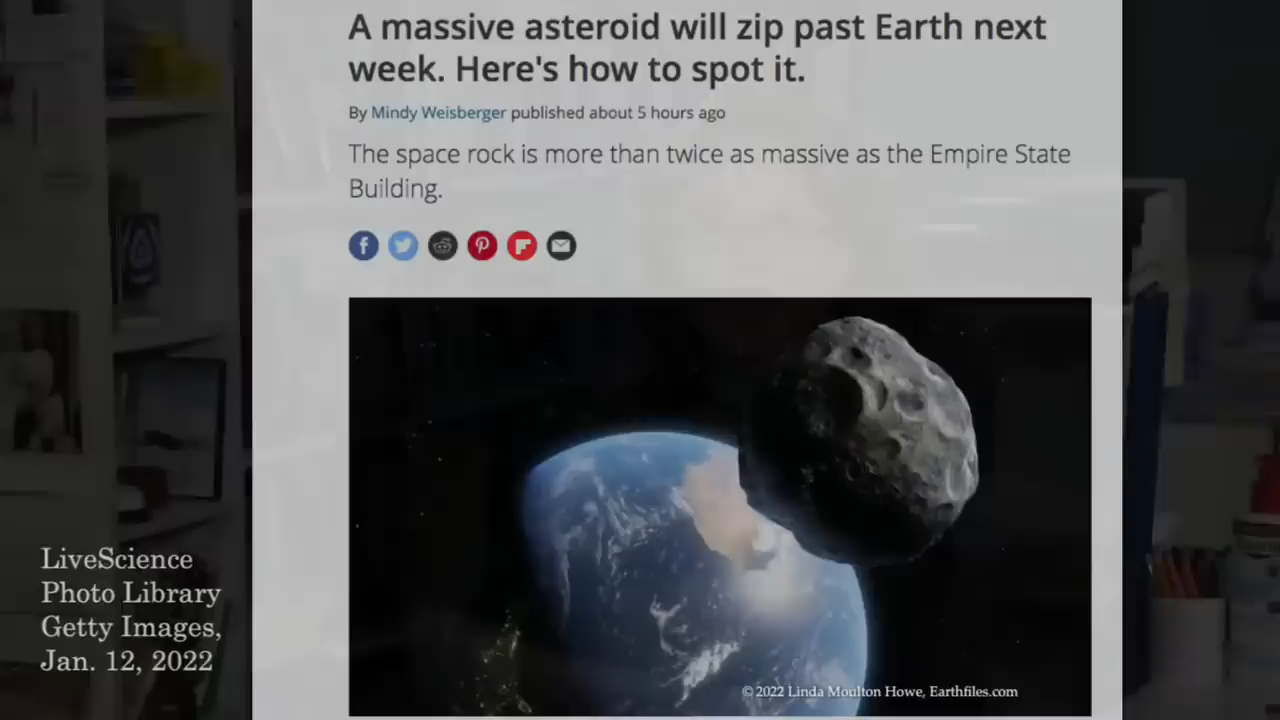 A massive asteroid will zip past Earth next
week. Here's how to spot it.
By Mindy Weisberger published about 5 hours ago
The space rock is more than twice as massive as the Empire State
Building.
LiveScience
Photo Library
Getty Images,
Jan. 12, 2022
© 2022 Linda Moulton Howe, Earthfiles.com